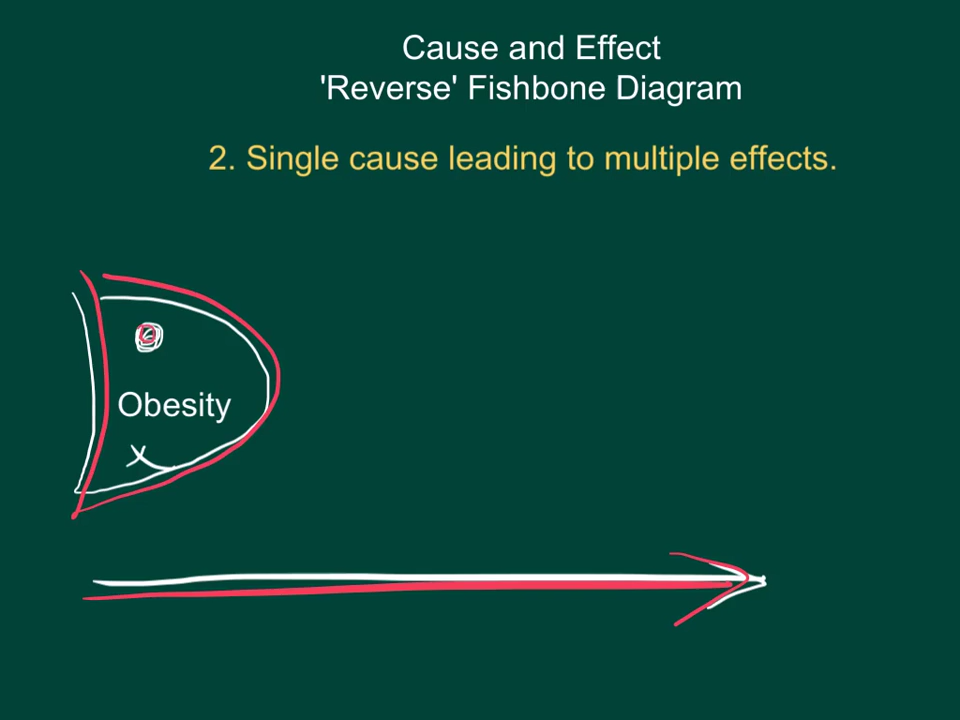 Cause and Effect
'Reverse' Fishbone Diagram
2. Single cause leading to multiple effects.
Obesity